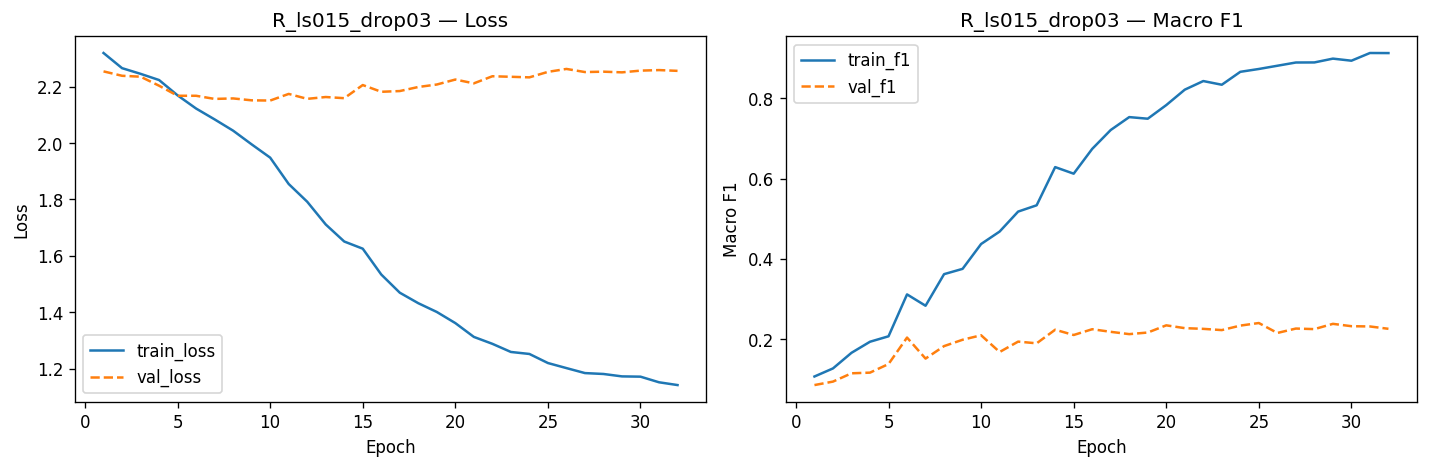 R_ls015_drop03 — Loss
2.2
2.0
1.8
1.6
1.4
1.2
Loss
train_loss
val_loss
0 5 10 15 20 25 30
Epoch
R_ls015_drop03 — Macro F1
train_f1
val_f1
0.8
0.6
0.4
0.2
Macro F1
0 5 10 15 20 25 30
Epoch